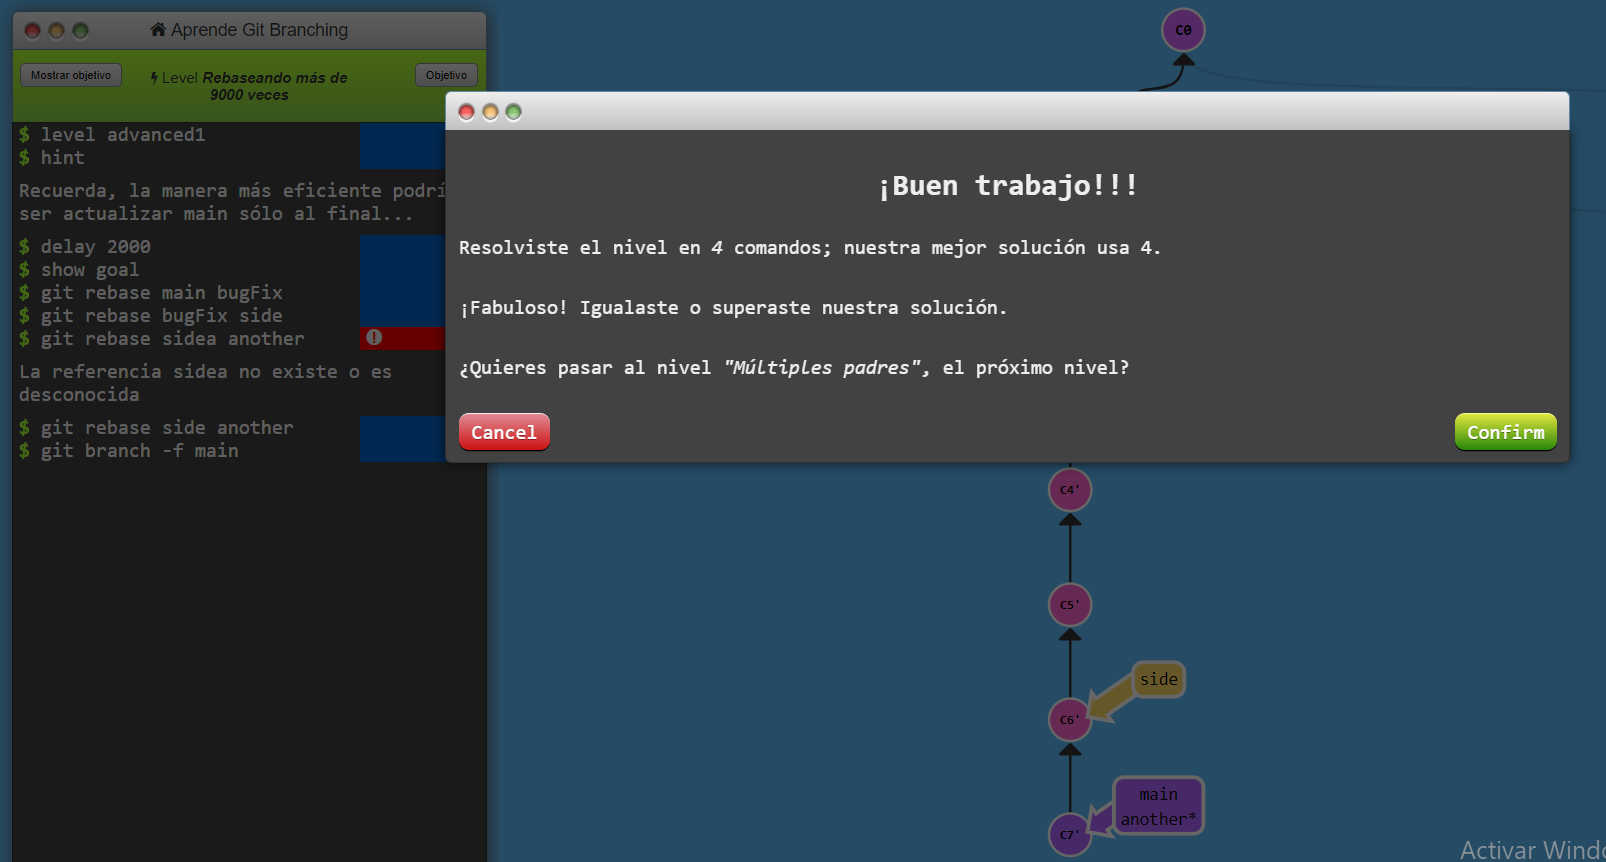 Aprende Git Branching
Mostrar objetivo
Level Rebaseando más de
9000 veces
Objetivo
$ level advanced1
$ hint
Recuerda, la manera más eficiente podrí
ser actualizar main sólo al final...
$ delay 2000
$ show goal
$ git rebase main bugFix
$ git rebase bugFix side
$ git rebase sidea another
La referencia sidea no existe o es
desconocida
$ git rebase side another
$ git branch -f main
¡Buen trabajo!!!
Resolviste el nivel en 4 comandos; nuestra mejor solución usa 4.
¡Fabuloso! Igualaste o superaste nuestra solución.
¿Quieres pasar al nivel "Múltiples padres", el próximo nivel?
Cancel
Confirm
C0
C4'
C5'
side
C6'
main
another*
C7'
Activar Windo